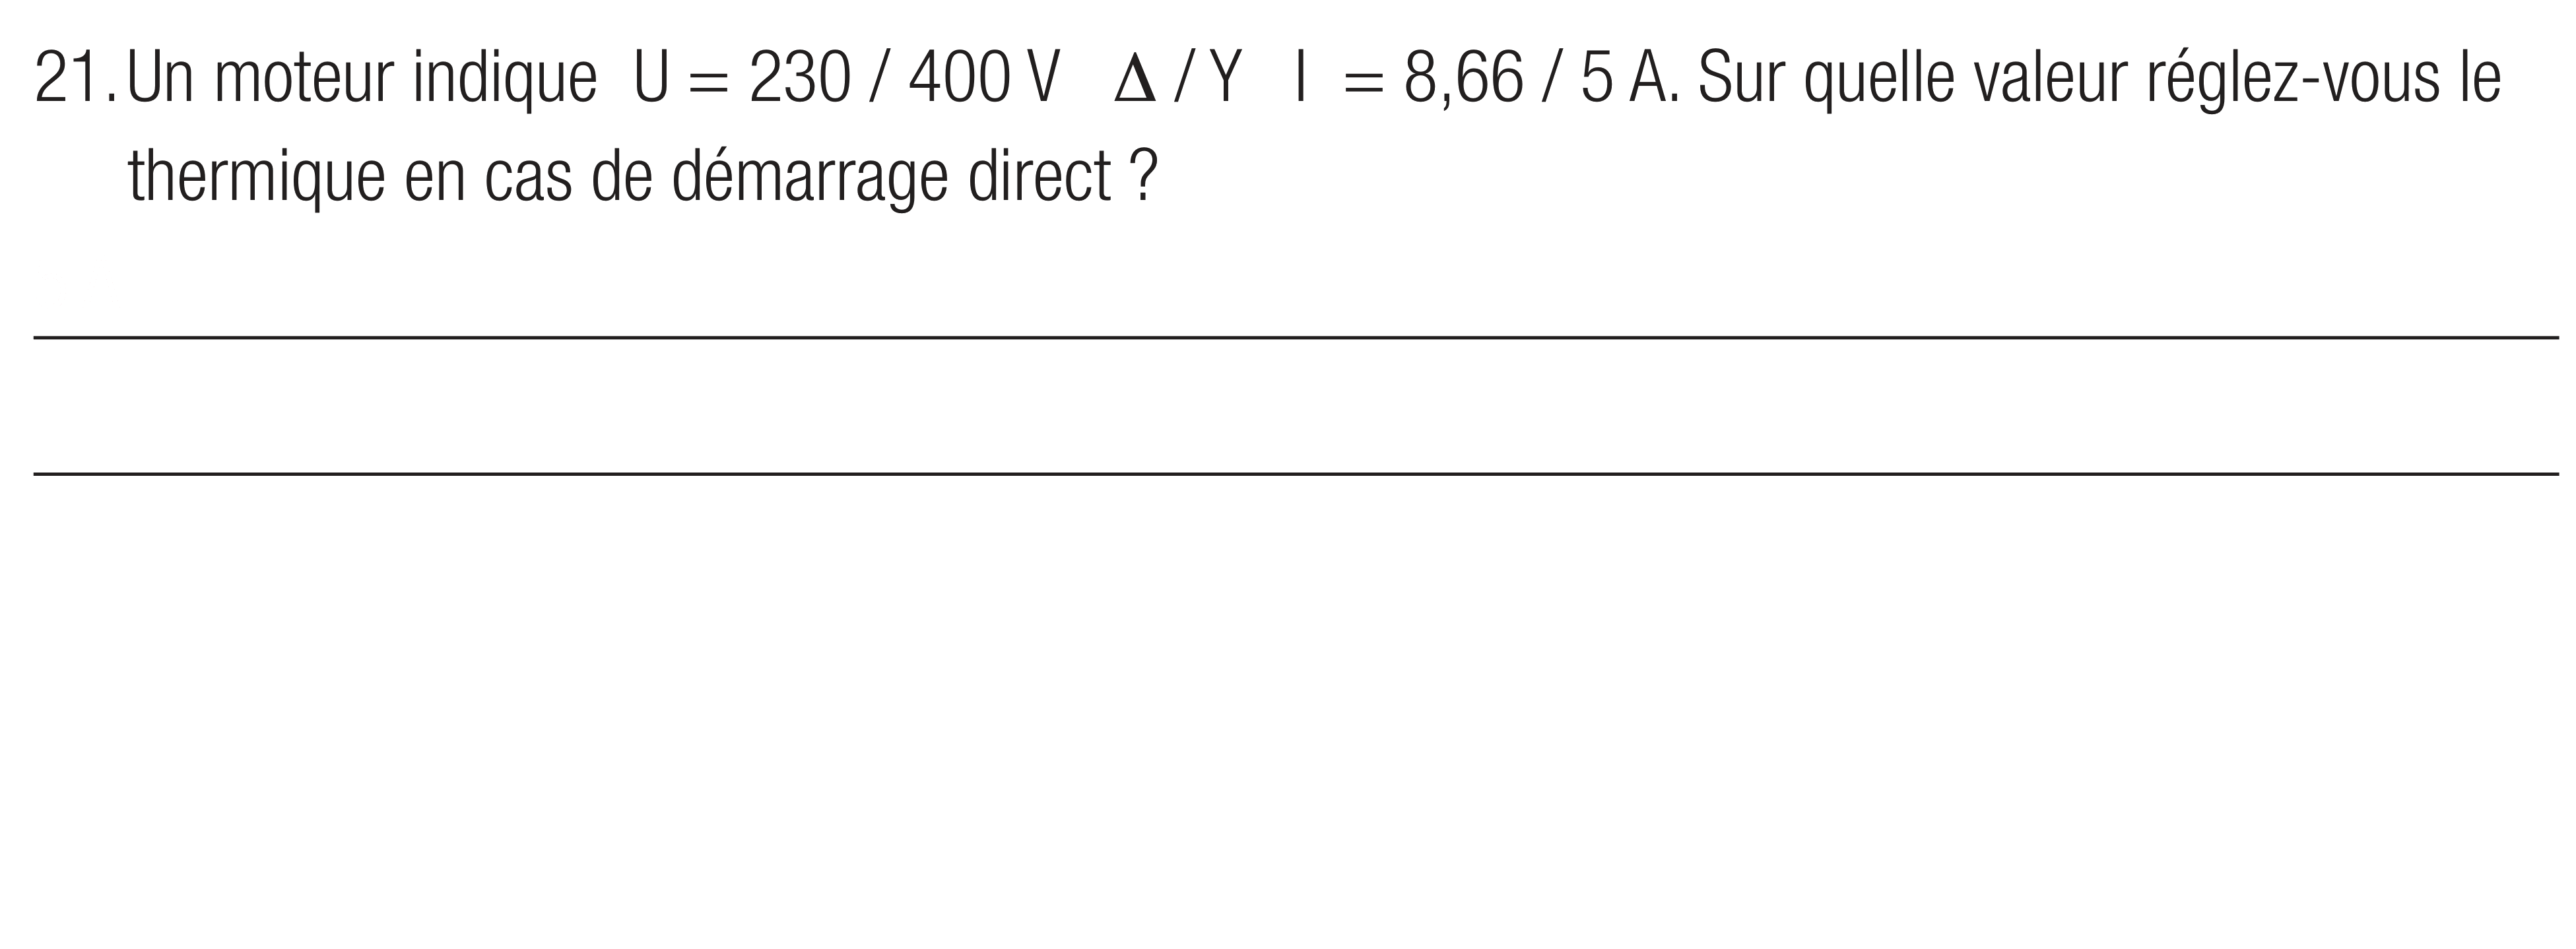 21. Un moteur indique U = 230 / 400 V Δ / Y I = 8,66 / 5 A. Sur quelle valeur réglez-vous le
thermique en cas de démarrage direct ?